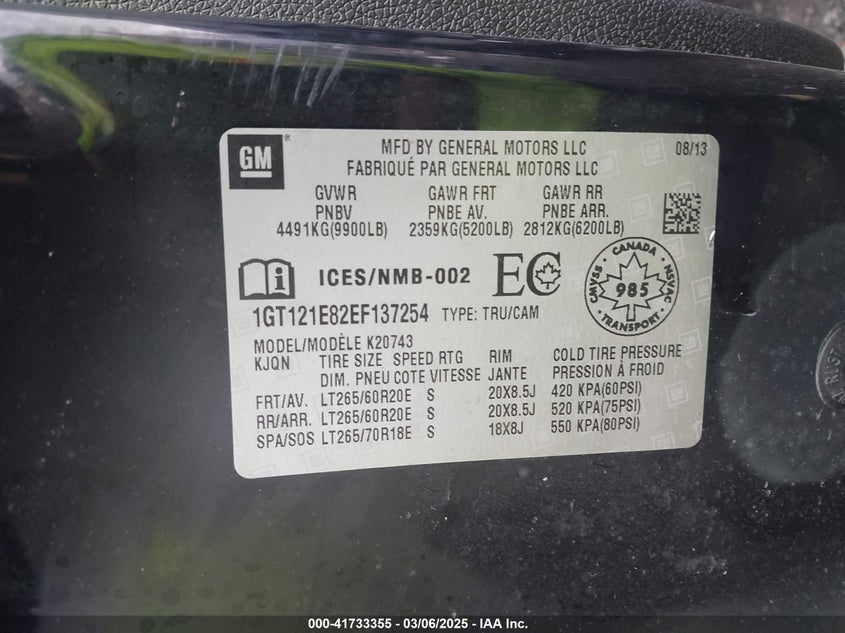 GM
MFD BY GENERAL MOTORS LLC 08/13
FABRIQUÉ PAR GENERAL MOTORS LLC
GVWR GAWR FRT GAWR RR
PNBV PNBE AV. PNBE ARR.
4491KG(9900LB) 2359KG(5200LB) 2812KG(6200LB)
ICES/NMB-002 EC
CANADA CMVSS NSVAC 985 TRANSPORT
1GT121E82EF137254 TYPE: TRU/CAM
MODEL/MODÈLE K20743
KJQN TIRE SIZE SPEED RTG RIM COLD TIRE PRESSURE
DIM. PNEU COTE VITESSE JANTE PRESSION À FROID
FRT/AV. LT265/60R20E S 20X8.5J 420 KPA(60PSI)
RR/ARR. LT265/60R20E S 20X8.5J 520 KPA(75PSI)
SPA/SOS LT265/70R18E S 18X8J 550 KPA(80PSI)
000-41733355 - 03/06/2025 - IAA Inc.